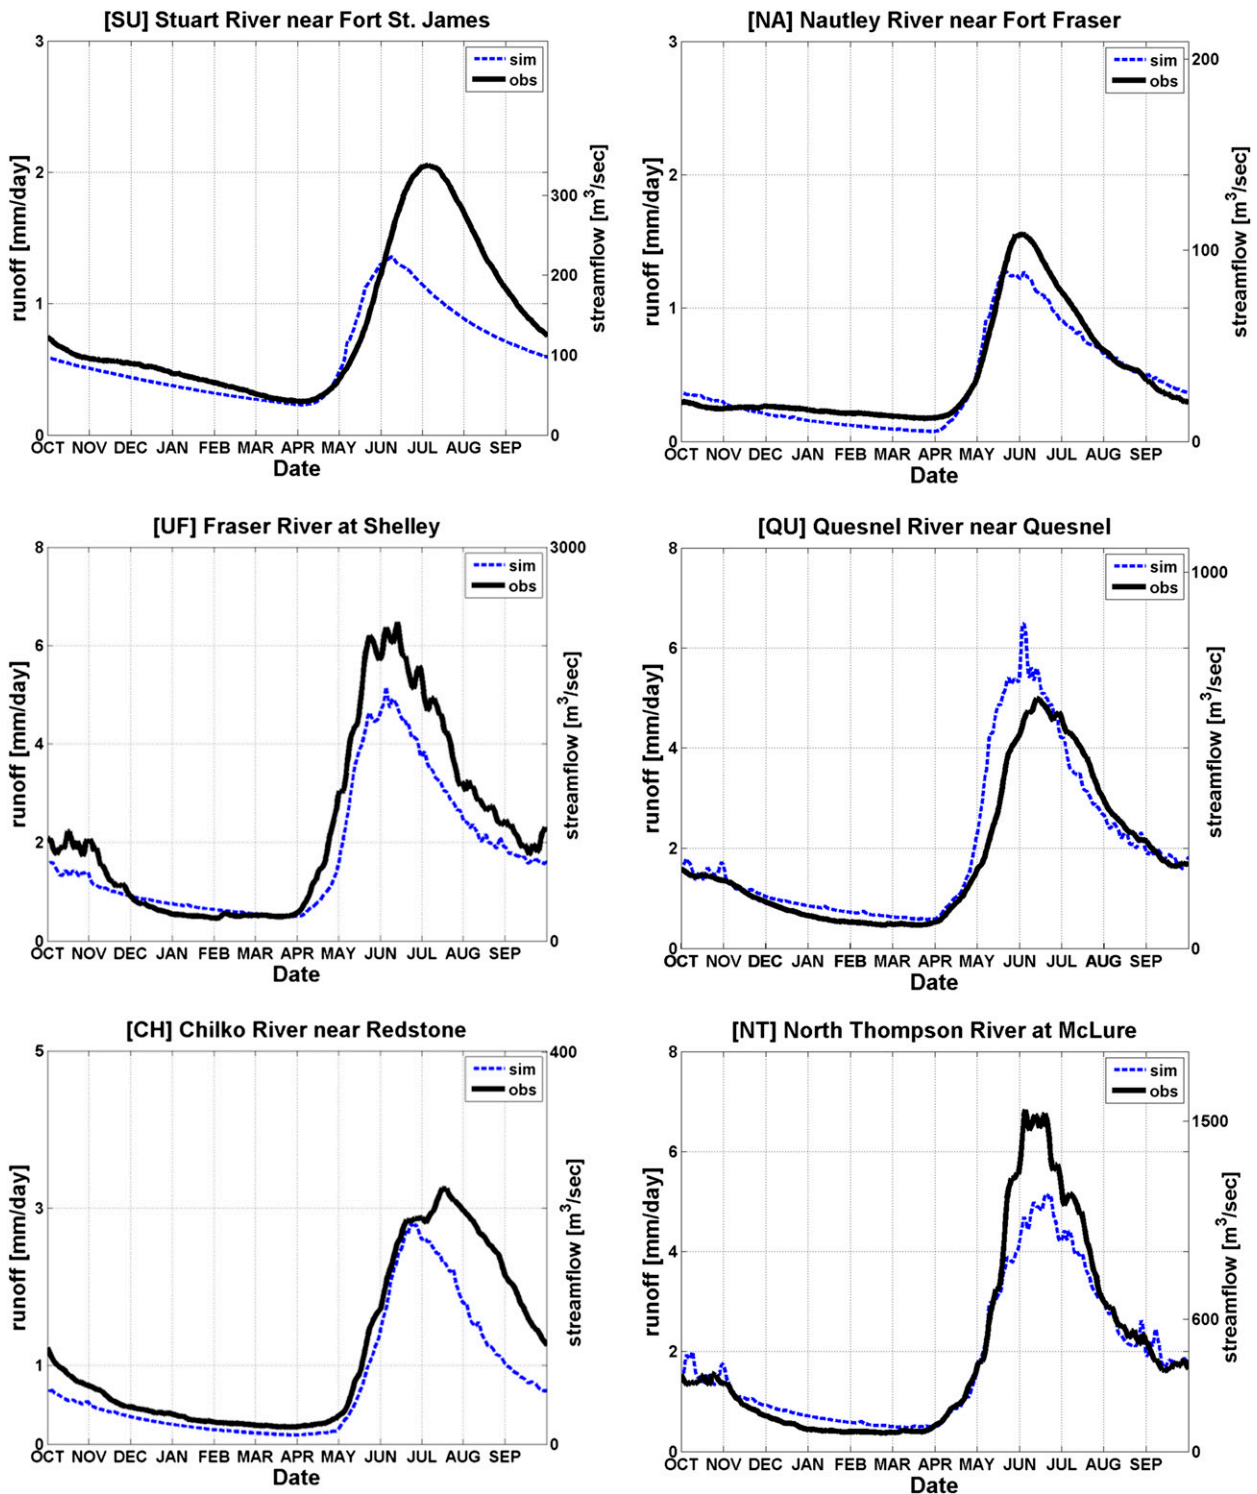 [SU] Stuart River near Fort St. James
3
2
1
0
runoff [mm/day]
300
200
100
0
streamflow [m³/sec]
sim
obs
OCT NOV DEC JAN FEB MAR APR MAY JUN JUL AUG SEP
Date
[NA] Nautley River near Fort Fraser
3
2
1
0
runoff [mm/day]
200
100
0
streamflow [m³/sec]
sim
obs
OCT NOV DEC JAN FEB MAR APR MAY JUN JUL AUG SEP
Date
[UF] Fraser River at Shelley
8
6
4
2
0
runoff [mm/day]
3000
0
streamflow [m³/sec]
sim
obs
OCT NOV DEC JAN FEB MAR APR MAY JUN JUL AUG SEP
Date
[QU] Quesnel River near Quesnel
8
6
4
2
0
runoff [mm/day]
1000
0
streamflow [m³/sec]
sim
obs
OCT NOV DEC JAN FEB MAR APR MAY JUN JUL AUG SEP
Date
[CH] Chilko River near Redstone
5
3
1
0
runoff [mm/day]
400
0
streamflow [m³/sec]
sim
obs
OCT NOV DEC JAN FEB MAR APR MAY JUN JUL AUG SEP
Date
[NT] North Thompson River at McLure
8
6
4
2
0
runoff [mm/day]
1500
600
0
streamflow [m³/sec]
sim
obs
OCT NOV DEC JAN FEB MAR APR MAY JUN JUL AUG SEP
Date